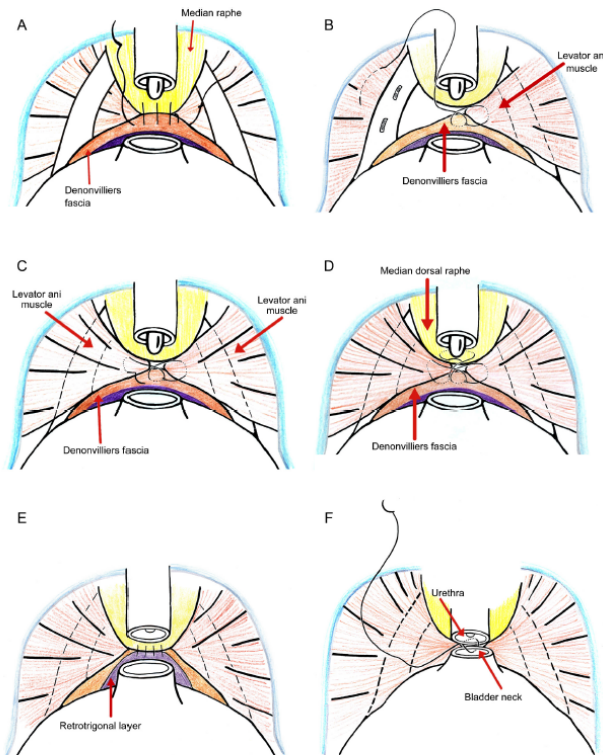 A
Median raphe
Denonvilliers
fascia
B
Levator ani
muscle
Denonvilliers fascia
C
Levator ani
muscle
Levator ani
muscle
Denonvilliers fascia
D
Median dorsal raphe
Denonvilliers fascia
E
Retrotrigonal layer
F
Urethra
Bladder neck